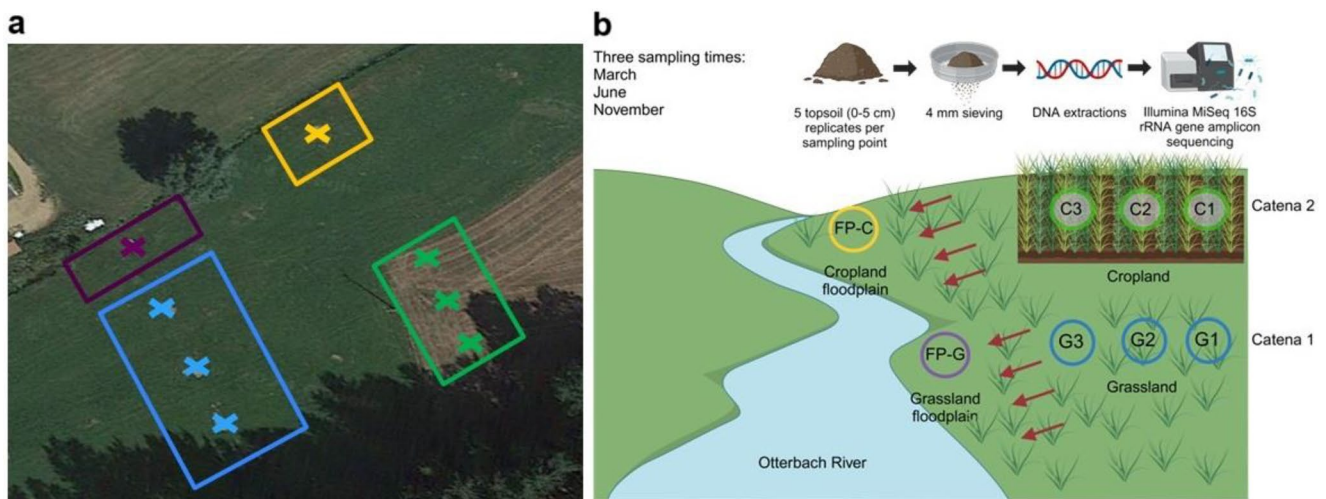 a
b
Three sampling times:
March
June
November
5 topsoil (0-5 cm)
replicates per
sampling point
4 mm sieving
DNA extractions
Illumina MiSeq 16S
rRNA gene amplicon
sequencing
C3
C2
C1
Catena 2
FP-C
Cropland
floodplain
Cropland
FP-G
G3
G2
G1
Catena 1
Grassland
floodplain
Grassland
Otterbach River